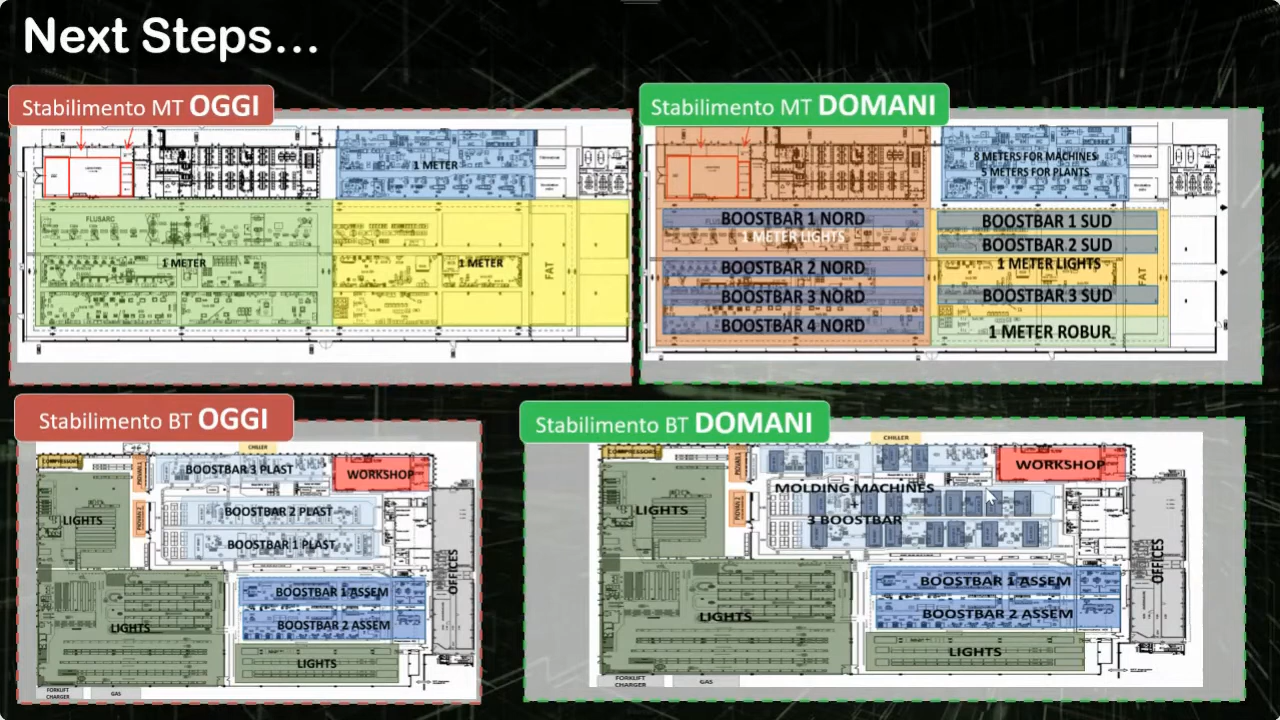 Next Steps...
Stabilimento MT OGGI
1 METER
FLUSARC
1 METER
1 METER
FAT
Stabilimento MT DOMANI
8 METERS FOR MACHINES
5 METERS FOR PLANTS
BOOSTBAR 1 NORD
1 METER LIGHTS
BOOSTBAR 2 NORD
BOOSTBAR 3 NORD
BOOSTBAR 4 NORD
BOOSTBAR 1 SUD
BOOSTBAR 2 SUD
1 METER LIGHTS
BOOSTBAR 3 SUD
1 METER ROBUR
FAT
Stabilimento BT OGGI
CHILLER
COMPRESSORS
BOOSTBAR 3 PLAST
WORKSHOP
LIGHTS
BOOSTBAR 2 PLAST
BOOSTBAR 1 PLAST
OFFICES
BOOSTBAR 1 ASSEM
LIGHTS
BOOSTBAR 2 ASSEM
LIGHTS
FORKLIFT
CHARGER
GAS
Stabilimento BT DOMANI
CHILLER
COMPRESSORS
WORKSHOP
MOLDING MACHINES
+
3 BOOSTBAR
LIGHTS
OFFICES
BOOSTBAR 1 ASSEM
LIGHTS
BOOSTBAR 2 ASSEM
LIGHTS
FORKLIFT
CHARGER
GAS